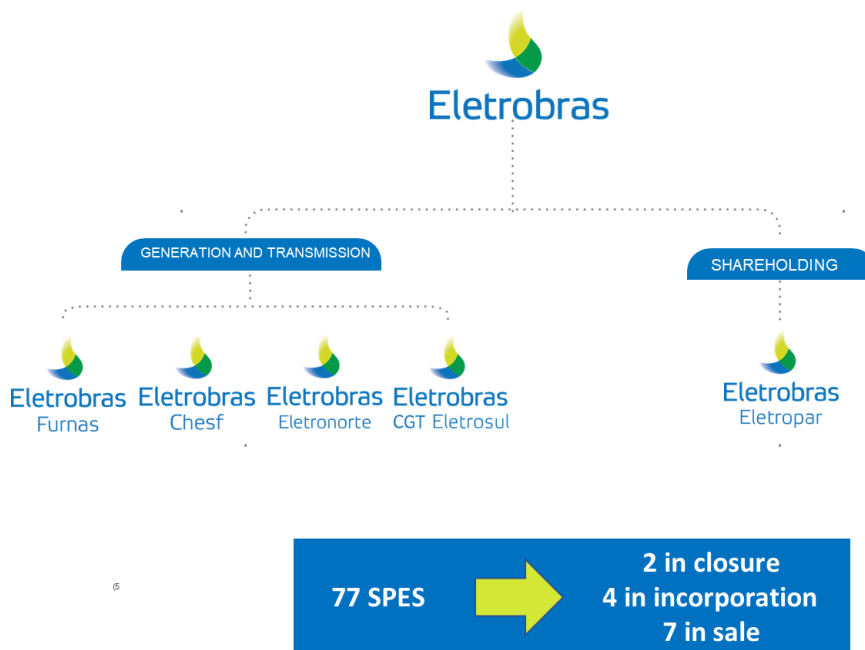 Eletrobras
GENERATION AND TRANSMISSION
SHAREHOLDING
Eletrobras
Furnas
Eletrobras
Chesf
Eletrobras
Eletronorte
Eletrobras
CGT Eletrosul
Eletrobras
Eletropar
77 SPES
2 in closure
4 in incorporation
7 in sale
(5